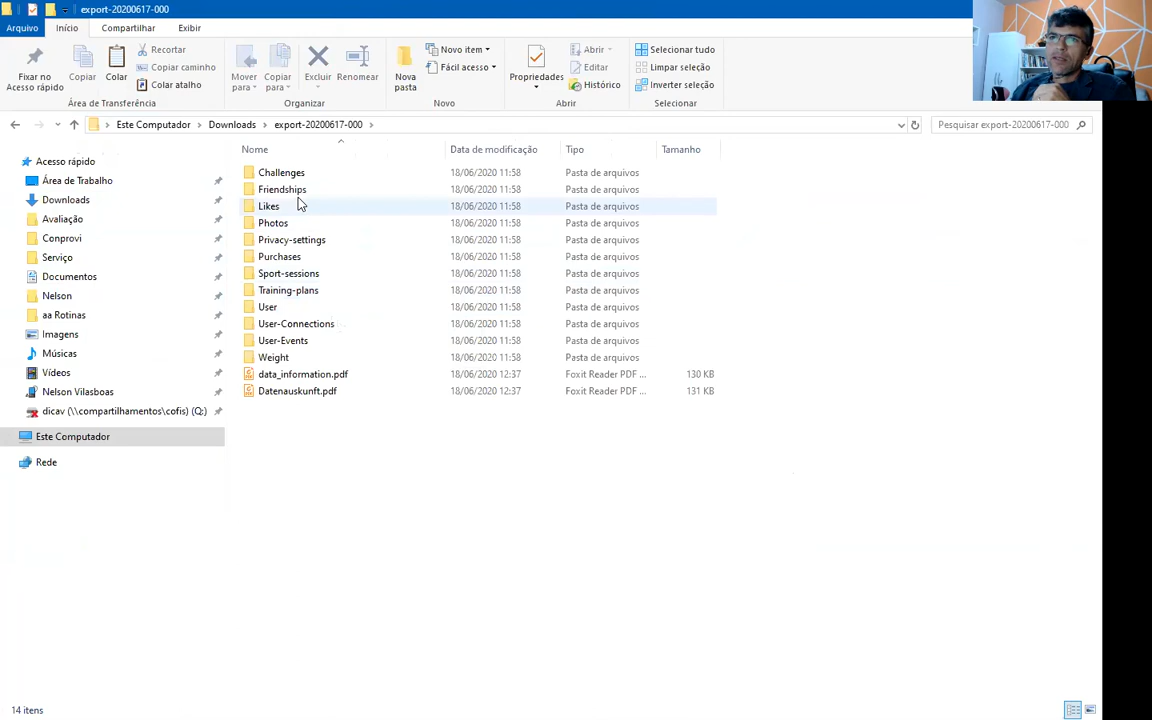 export-20200617-000
Arquivo Início Compartilhar Exibir
Fixar no Acesso rápido
Copiar
Colar
Recortar
Copiar caminho
Colar atalho
Área de Transferência
Mover para
Copiar para
Excluir
Renomear
Organizar
Nova pasta
Novo item
Fácil acesso
Novo
Propriedades
Abrir
Editar
Histórico
Abrir
Selecionar tudo
Limpar seleção
Inverter seleção
Selecionar
Este Computador Downloads export-20200617-000
Pesquisar export-20200617-000
Acesso rápido
Área de Trabalho
Downloads
Avaliação
Conprovi
Serviço
Documentos
Nelson
aa Rotinas
Imagens
Músicas
Vídeos
Nelson Vilasboas
dicav (\\compartilhamentos\cofis) (Q:)
Este Computador
Rede
Nome Data de modificação Tipo Tamanho
Challenges 18/06/2020 11:58 Pasta de arquivos
Friendships 18/06/2020 11:58 Pasta de arquivos
Likes 18/06/2020 11:58 Pasta de arquivos
Photos 18/06/2020 11:58 Pasta de arquivos
Privacy-settings 18/06/2020 11:58 Pasta de arquivos
Purchases 18/06/2020 11:58 Pasta de arquivos
Sport-sessions 18/06/2020 11:58 Pasta de arquivos
Training-plans 18/06/2020 11:58 Pasta de arquivos
User 18/06/2020 11:58 Pasta de arquivos
User-Connections 18/06/2020 11:58 Pasta de arquivos
User-Events 18/06/2020 11:58 Pasta de arquivos
Weight 18/06/2020 11:58 Pasta de arquivos
data_information.pdf 18/06/2020 12:37 Foxit Reader PDF ... 130 KB
Datenauskunft.pdf 18/06/2020 12:37 Foxit Reader PDF ... 131 KB
14 itens